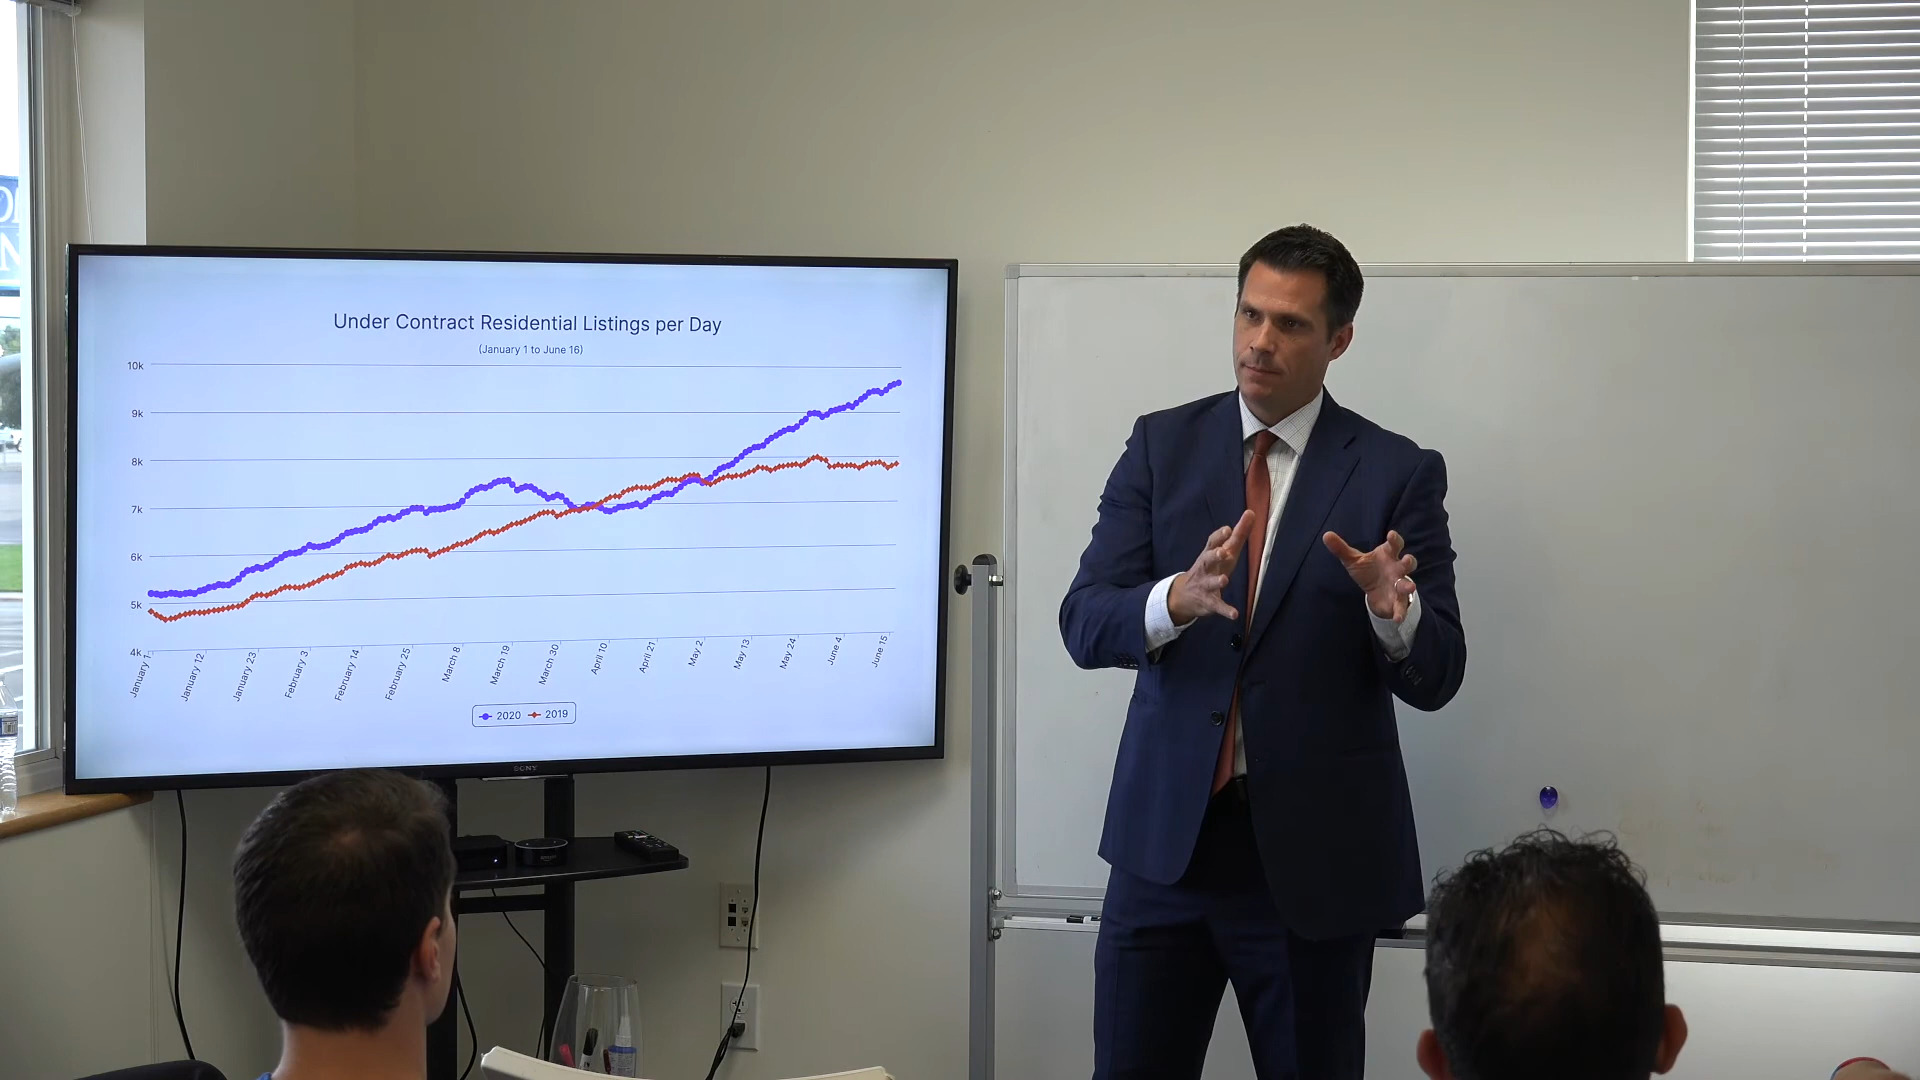 Under Contract Residential Listings per Day
(January 1 to June 16)
10k
9k
8k
7k
6k
5k
4k
January 1
January 12
January 23
February 3
February 14
February 25
March 8
March 19
March 30
April 10
April 21
May 2
May 13
May 24
June 4
June 15
2020 2019
SONY